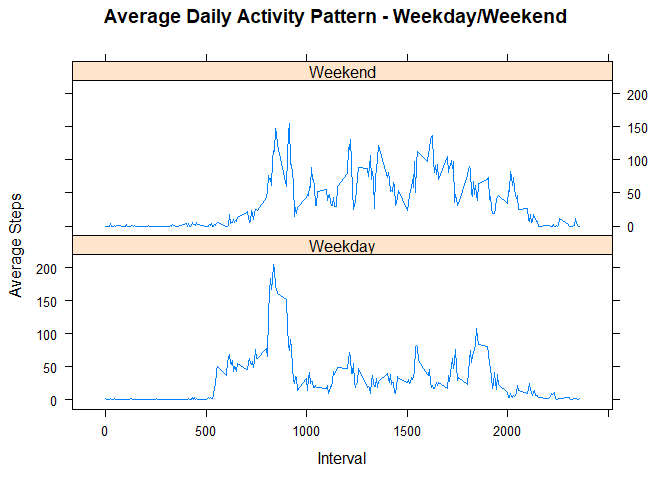 Average Daily Activity Pattern - Weekday/Weekend
Weekend
200
150
100
50
0
Weekday
200
150
100
50
0
Average Steps
0 500 1000 1500 2000
Interval